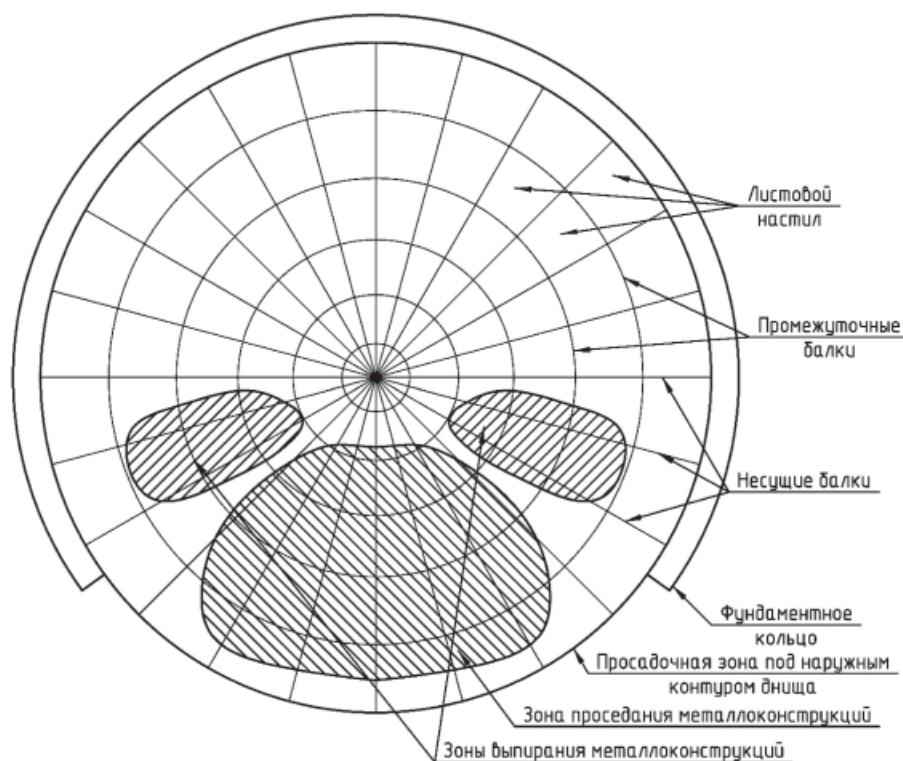 Листовой
настил
Промежуточные
балки
Несущие балки
Фундаментное
кольцо
Просадочная зона под наружным
контуром днища
Зона проседания металлоконструкций
Зоны выпирания металлоконструкций